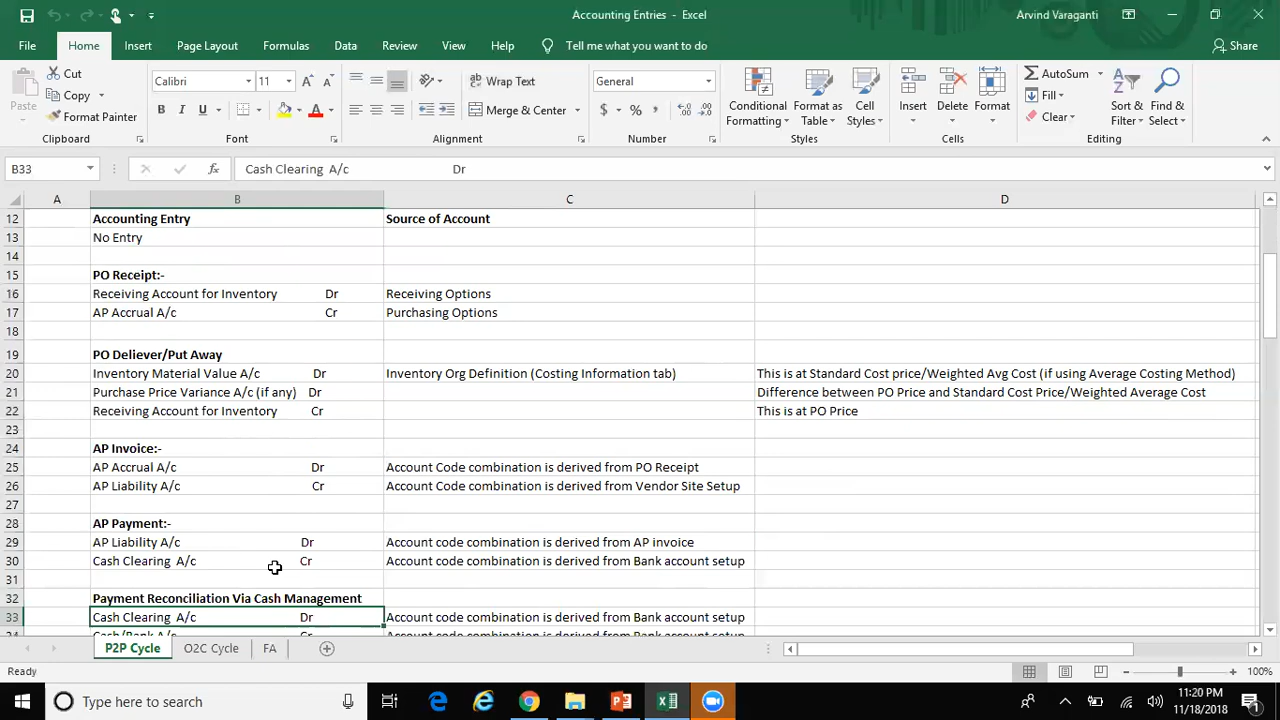 Accounting Entries - Excel
Arvind Varaganti
File Home Insert Page Layout Formulas Data Review View Help Tell me what you want to do Share
Paste
Cut
Copy
Format Painter
Clipboard
Calibri 11
B I U
Font
Wrap Text
Merge & Center
Alignment
General
$ % ,
Number
Conditional Formatting
Format as Table
Cell Styles
Styles
Insert Delete Format
Cells
AutoSum
Fill
Clear
Sort & Filter
Find & Select
Editing
B33 fx Cash Clearing A/c Dr
A B C D
12 Accounting Entry Source of Account
13 No Entry
14
15 PO Receipt:-
16 Receiving Account for Inventory Dr Receiving Options
17 AP Accrual A/c Cr Purchasing Options
18
19 PO Deliever/Put Away
20 Inventory Material Value A/c Dr Inventory Org Definition (Costing Information tab) This is at Standard Cost price/Weighted Avg Cost (if using Average Costing Method)
21 Purchase Price Variance A/c (if any) Dr Difference between PO Price and Standard Cost Price/Weighted Average Cost
22 Receiving Account for Inventory Cr This is at PO Price
23
24 AP Invoice:-
25 AP Accrual A/c Dr Account Code combination is derived from PO Receipt
26 AP Liability A/c Cr Account Code combination is derived from Vendor Site Setup
27
28 AP Payment:-
29 AP Liability A/c Dr Account code combination is derived from AP invoice
30 Cash Clearing A/c Cr Account code combination is derived from Bank account setup
31
32 Payment Reconciliation Via Cash Management
33 Cash Clearing A/c Dr Account code combination is derived from Bank account setup
34 Cash/Bank A/c Cr Account code combination is derived from Bank account setup
P2P Cycle O2C Cycle FA
Ready 100%
Type here to search
11:20 PM
11/18/2018